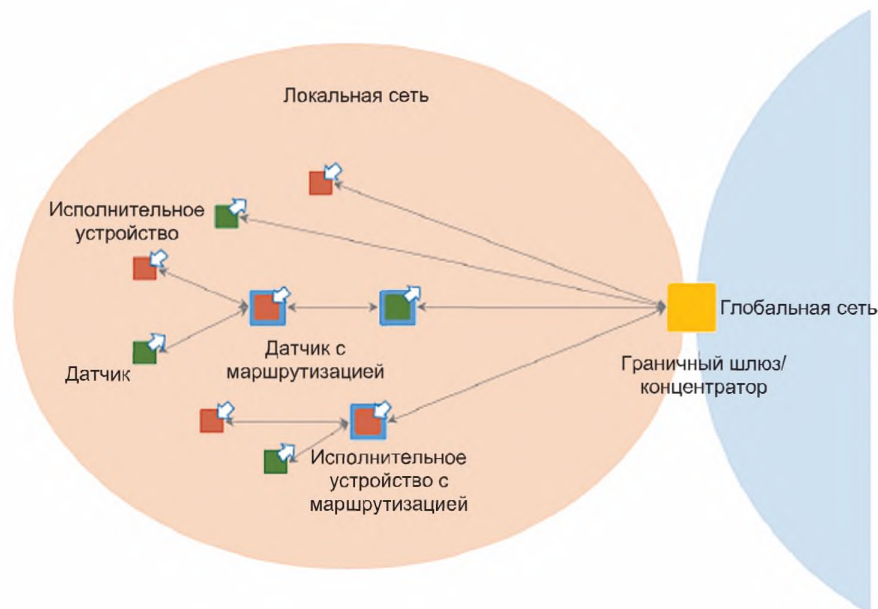 Локальная сеть
Исполнительное
устройство
Датчик
Датчик с
маршрутизацией
Исполнительное
устройство с
маршрутизацией
Глобальная сеть
Граничный шлюз/
концентратор